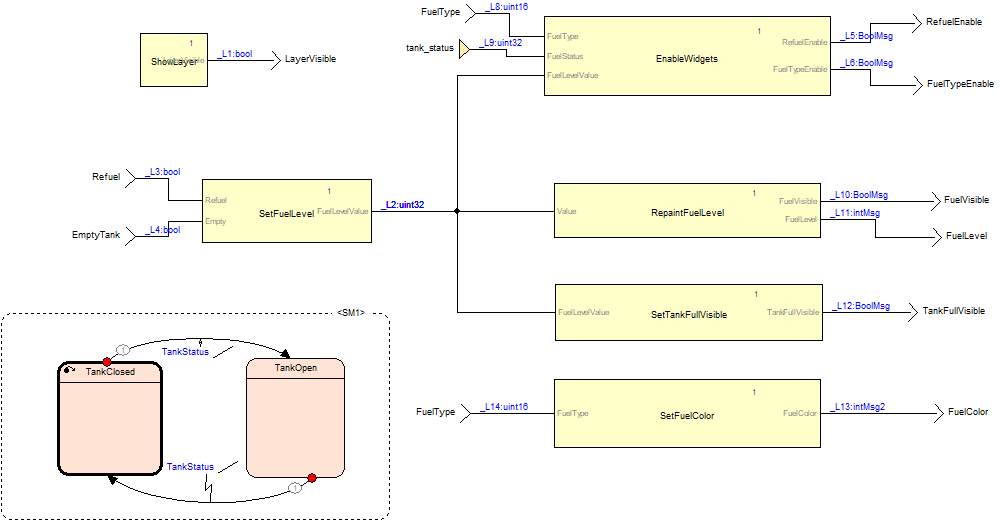 FuelType
_L8:uint16
tank_status
_L9:uint32
1
FuelType
FuelStatus
FuelLevelValue
EnableWidgets
RefuelEnable
FuelTypeEnable
_L5:BoolMsg
_L6:BoolMsg
RefuelEnable
FuelTypeEnable
1
ShowLayer
LayerVisible
_L1:bool
LayerVisible
Refuel
_L3:bool
EmptyTank
_L4:bool
1
Refuel
Empty
SetFuelLevel
FuelLevelValue
_L2:uint32
1
Value
RepaintFuelLevel
FuelVisible
FuelLevel
_L10:BoolMsg
_L11:intMsg
FuelVisible
FuelLevel
1
FuelLevelValue
SetTankFullVisible
TankFullVisible
_L12:BoolMsg
TankFullVisible
<SM1>
1
TankStatus
TankClosed
TankOpen
TankStatus
1
FuelType
_L14:uint16
1
FuelType
SetFuelColor
FuelColor
_L13:intMsg2
FuelColor